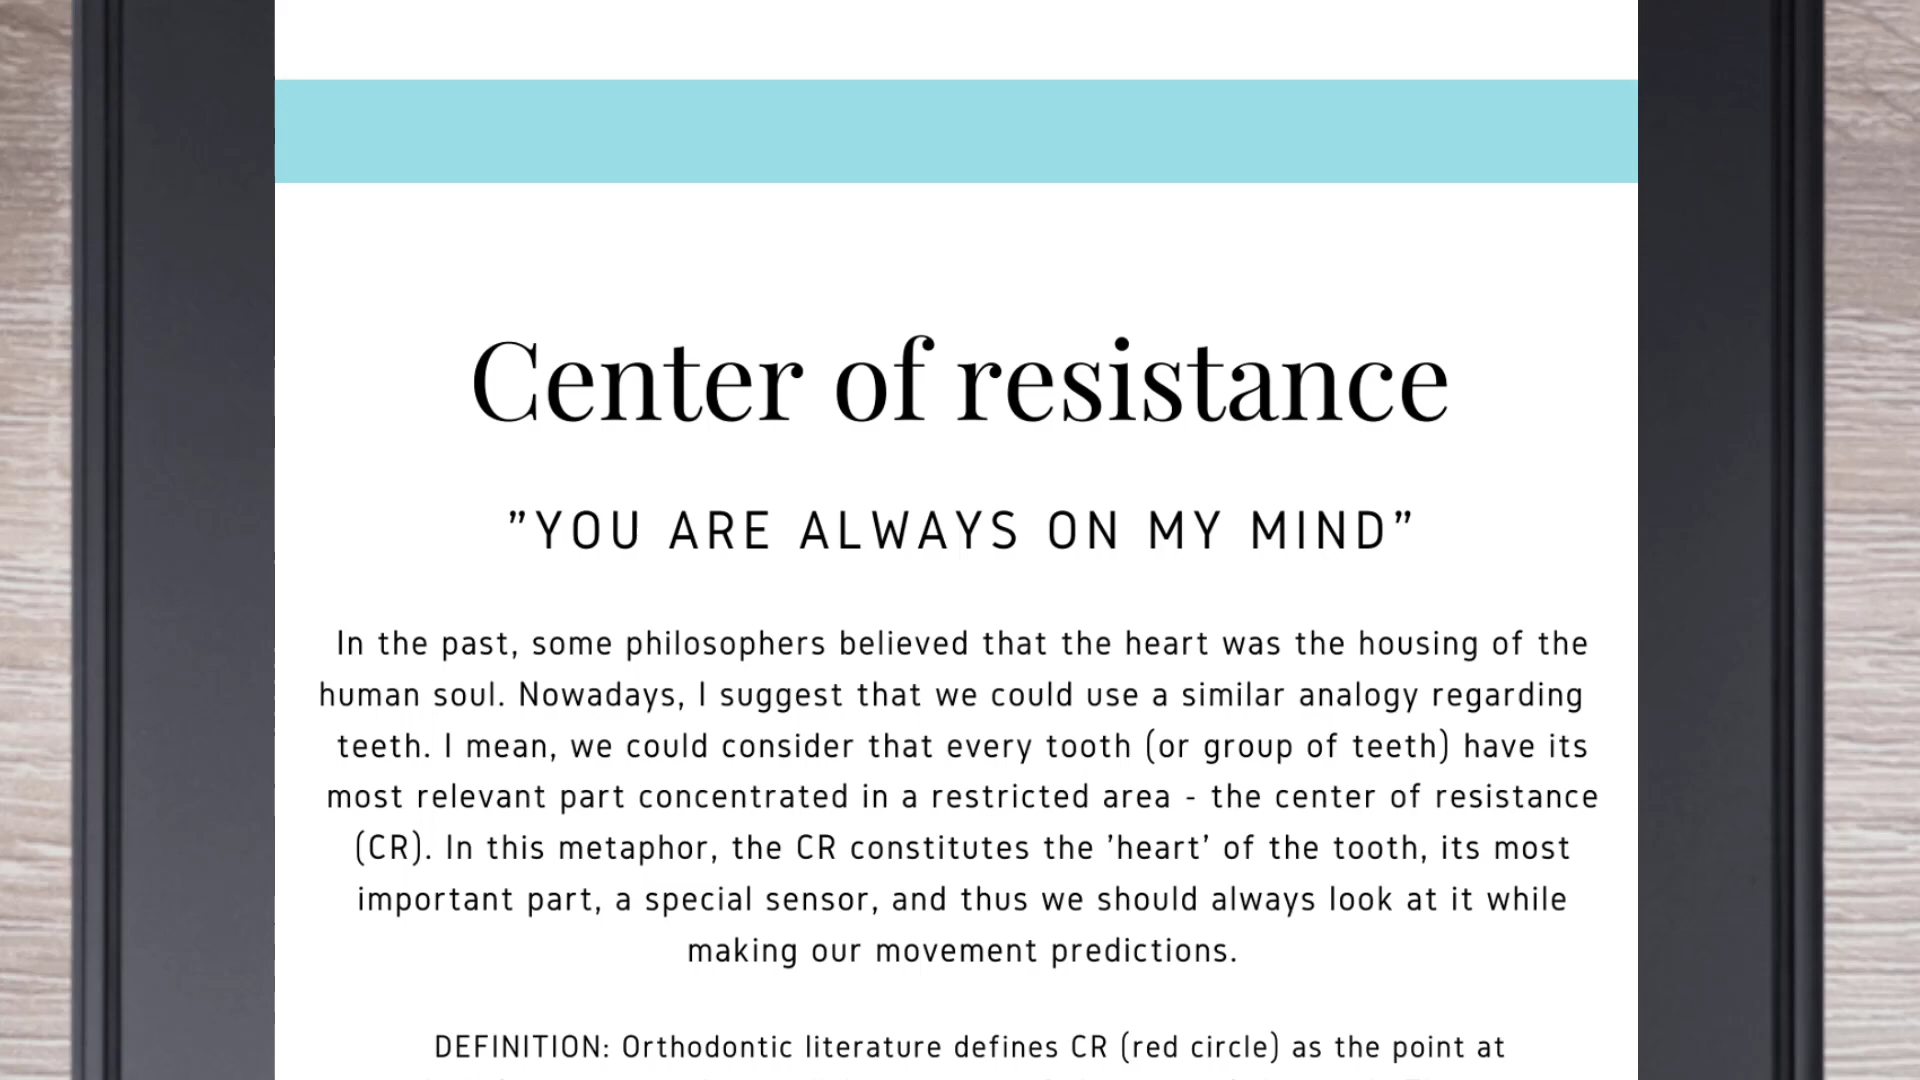 Center of resistance
”YOU ARE ALWAYS ON MY MIND”
In the past, some philosophers believed that the heart was the housing of the
human soul. Nowadays, I suggest that we could use a similar analogy regarding
teeth. I mean, we could consider that every tooth (or group of teeth) have its
most relevant part concentrated in a restricted area - the center of resistance
(CR). In this metaphor, the CR constitutes the ’heart’ of the tooth, its most
important part, a special sensor, and thus we should always look at it while
making our movement predictions.
DEFINITION: Orthodontic literature defines CR (red circle) as the point at